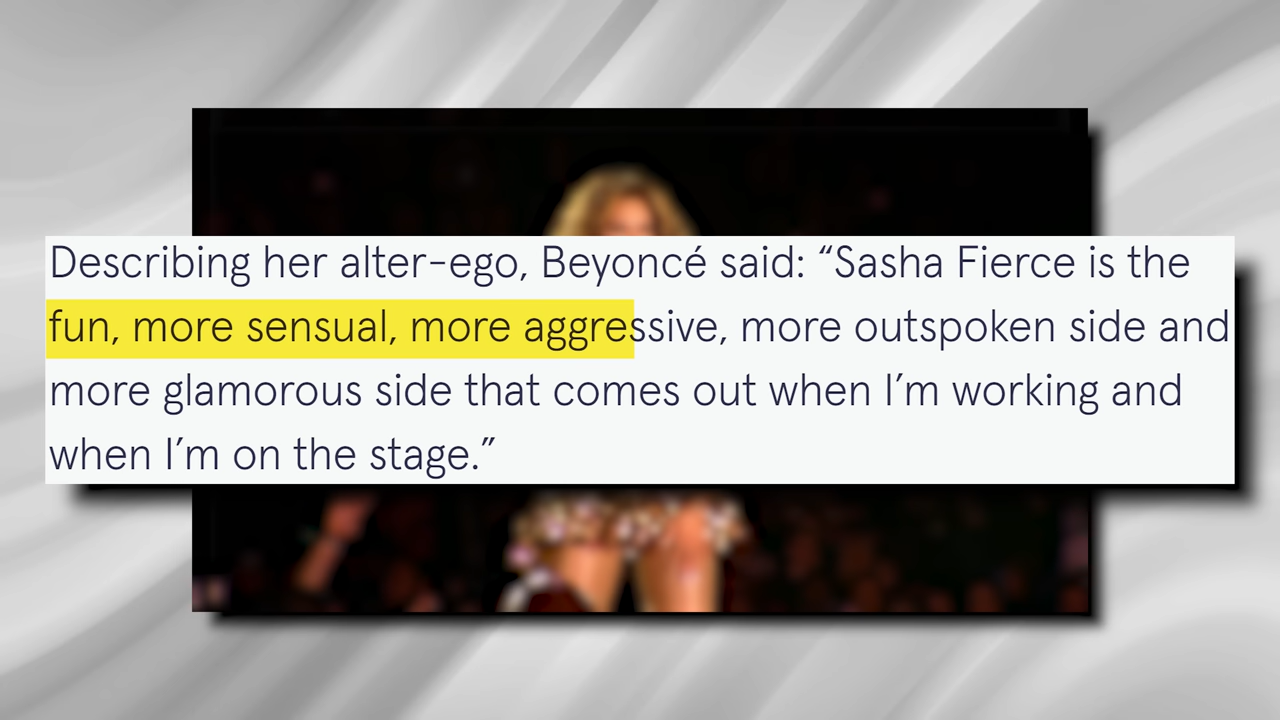 Describing her alter-ego, Beyoncé said: “Sasha Fierce is the
fun, more sensual, more aggressive, more outspoken side and
more glamorous side that comes out when I’m working and
when I’m on the stage.”